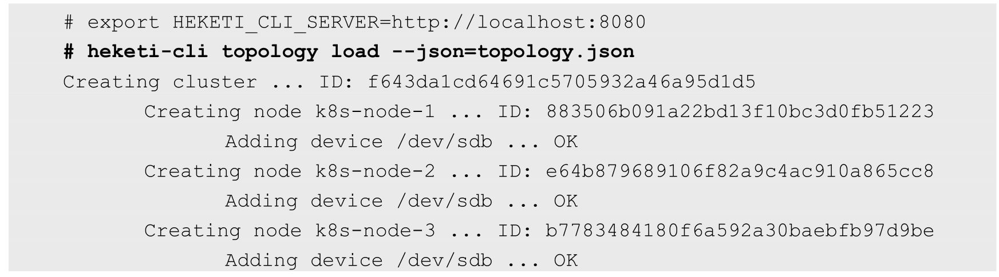 # export HEKETI_CLI_SERVER=http://localhost:8080
# heketi-cli topology load --json=topology.json
Creating cluster ... ID: f643da1cd64691c5705932a46a95d1d5
Creating node k8s-node-1 ... ID: 883506b091a22bd13f10bc3d0fb51223
Adding device /dev/sdb ... OK
Creating node k8s-node-2 ... ID: e64b879689106f82a9c4ac910a865cc8
Adding device /dev/sdb ... OK
Creating node k8s-node-3 ... ID: b7783484180f6a592a30baebfb97d9be
Adding device /dev/sdb ... OK